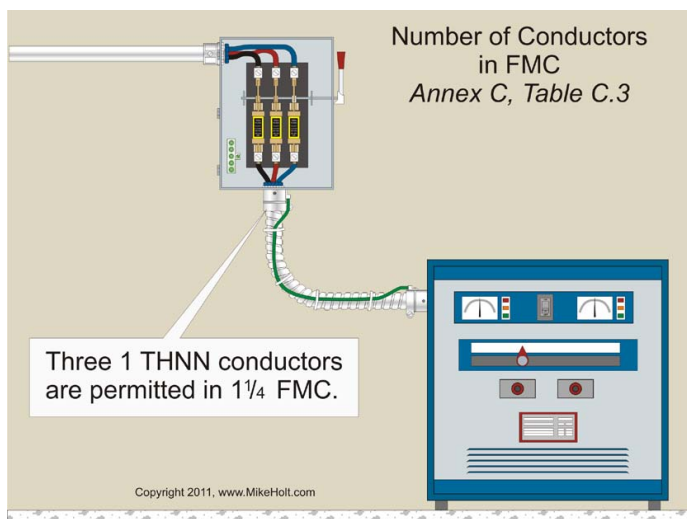 Number of Conductors
in FMC
Annex C, Table C.3
Three 1 THNN conductors
are permitted in 1¼ FMC.
Copyright 2011, www.MikeHolt.com